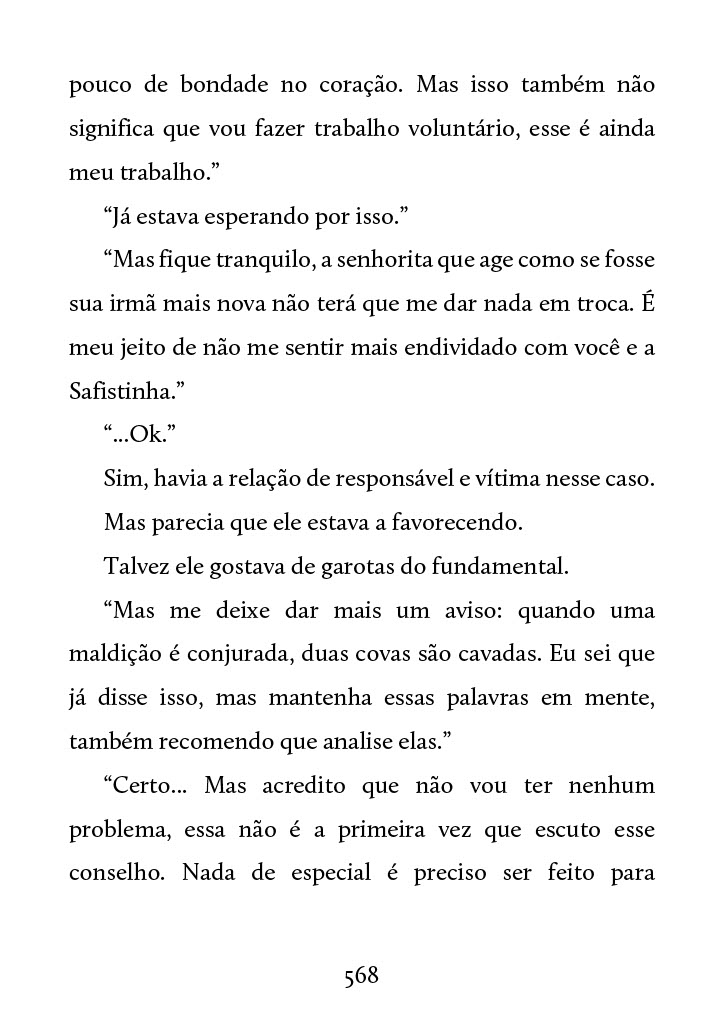 pouco de bondade no coração. Mas isso também não
significa que vou fazer trabalho voluntário, esse é ainda
meu trabalho.”
“Já estava esperando por isso.”
“Mas fique tranquilo, a senhorita que age como se fosse
sua irmã mais nova não terá que me dar nada em troca. É
meu jeito de não me sentir mais endividado com você e a
Safistinha.”
“...Ok.”
Sim, havia a relação de responsável e vítima nesse caso.
Mas parecia que ele estava a favorecendo.
Talvez ele gostava de garotas do fundamental.
“Mas me deixe dar mais um aviso: quando uma
maldição é conjurada, duas covas são cavadas. Eu sei que
já disse isso, mas mantenha essas palavras em mente,
também recomendo que analise elas.”
“Certo... Mas acredito que não vou ter nenhum
problema, essa não é a primeira vez que escuto esse
conselho. Nada de especial é preciso ser feito para
568